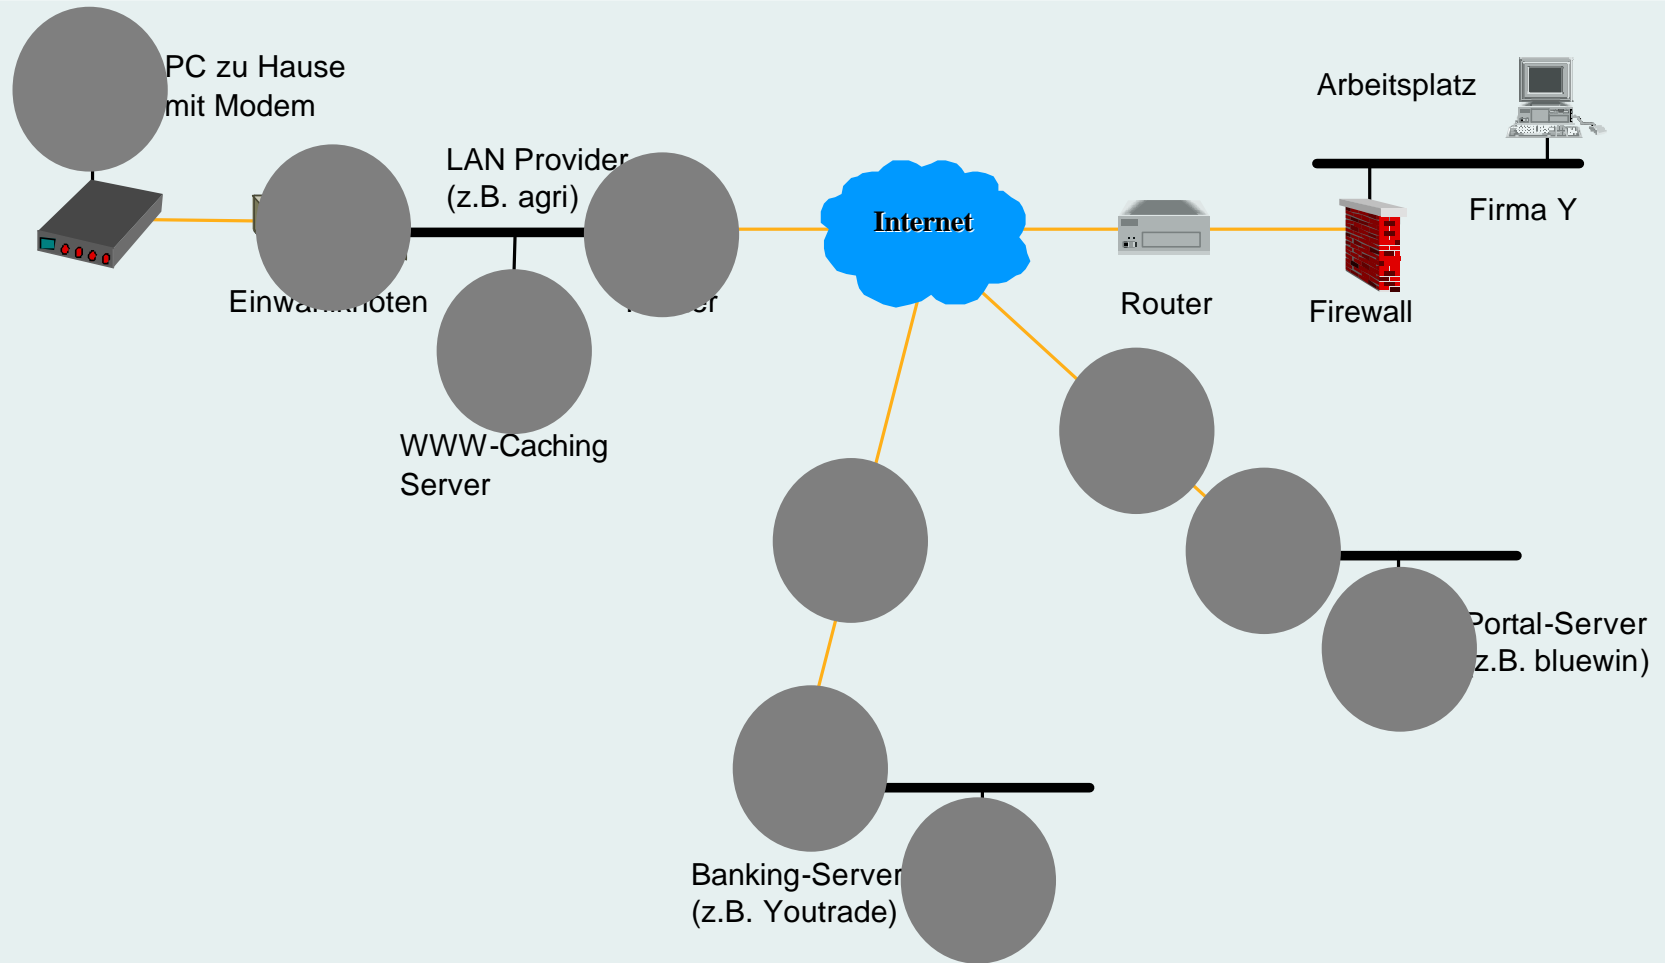 PC zu Hause
mit Modem
Arbeitsplatz
LAN Provider
(z.B. agri)
Internet
Firma Y
Router
Firewall
WWW-Caching
Server
Portal-Server
(z.B. bluewin)
Banking-Server
(z.B. Youtrade)